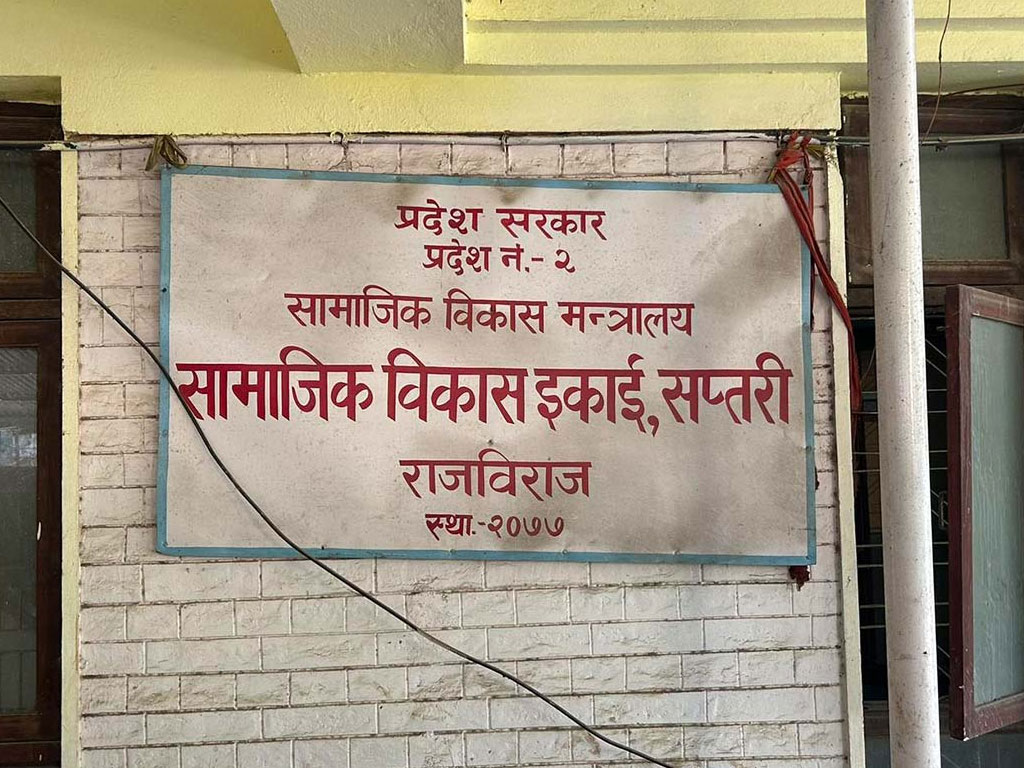 प्रदेश सरकार
प्रदेश नं.- २
सामाजिक विकास मन्त्रालय
सामाजिक विकास इकाई, सप्तरी
राजविराज
स्था.-२०७७